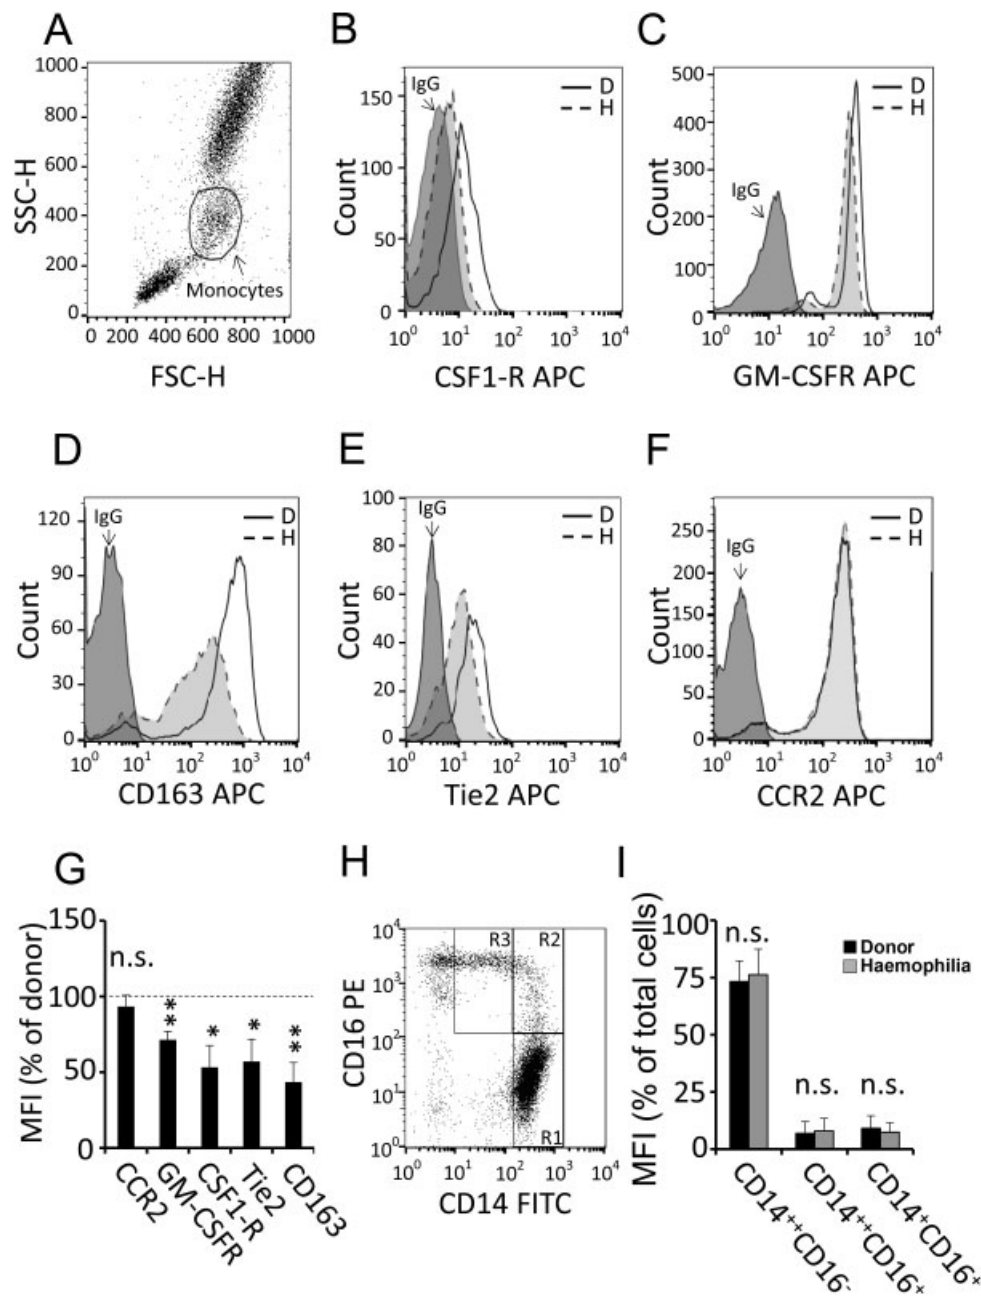 A
1000
800
600
400
200
0
SSC-H
Monocytes
0 200 400 600 800 1000
FSC-H
B
150
100
50
0
Count
IgG
D
H
10⁰ 10¹ 10² 10³ 10⁴
CSF1-R APC
C
500
400
300
200
100
0
Count
IgG
D
H
10⁰ 10¹ 10² 10³ 10⁴
GM-CSFR APC
D
120
90
60
30
0
Count
IgG
D
H
10⁰ 10¹ 10² 10³ 10⁴
CD163 APC
E
100
80
60
40
20
0
Count
IgG
D
H
10⁰ 10¹ 10² 10³ 10⁴
Tie2 APC
F
250
200
150
100
50
0
Count
IgG
D
H
10⁰ 10¹ 10² 10³ 10⁴
CCR2 APC
G
150
100
50
0
MFI (% of donor)
n.s.
**
*
*
**
CCR2
GM-CSFR
CSF1-R
Tie2
CD163
H
10⁴
10³
10²
10¹
10⁰
CD16 PE
R3
R2
R1
10⁰ 10¹ 10² 10³ 10⁴
CD14 FITC
I
100
75
50
25
0
MFI (% of total cells)
n.s.
n.s.
n.s.
Donor
Haemophilia
CD14⁺⁺CD16⁻
CD14⁺⁺CD16⁺
CD14⁺CD16⁺